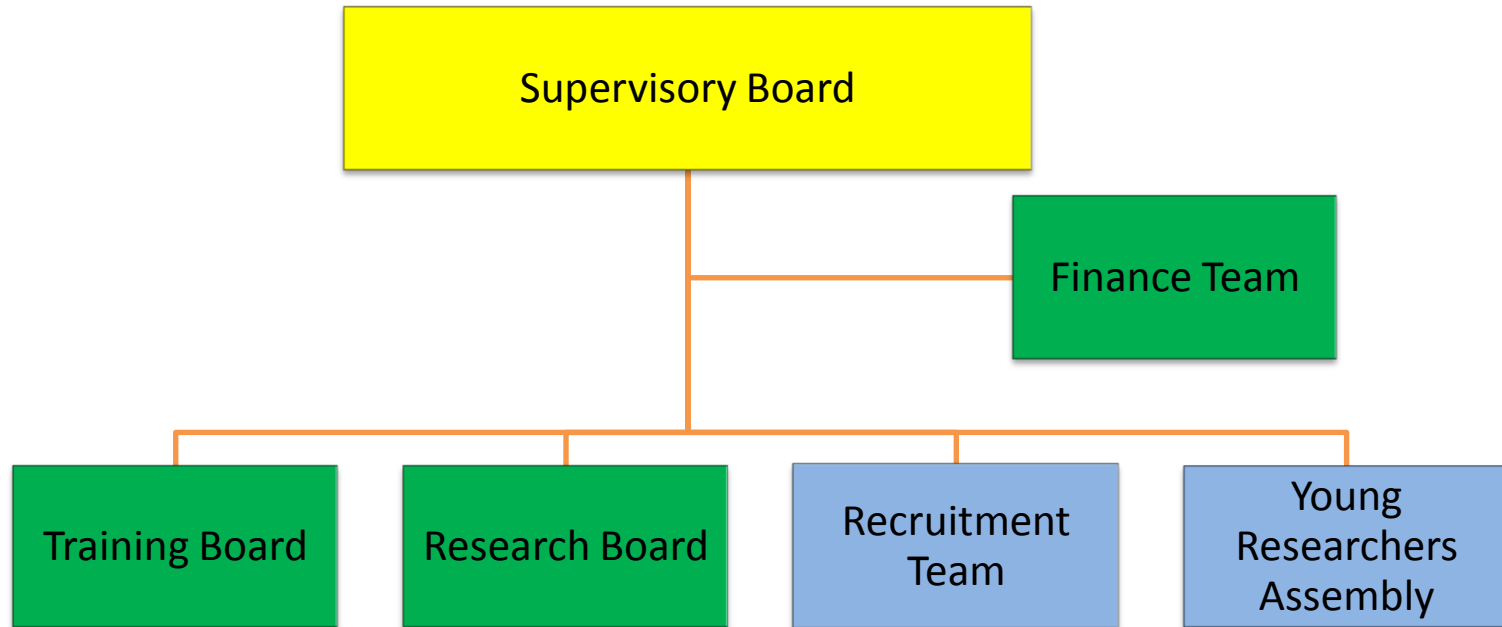 Supervisory Board
Finance Team
Training Board
Research Board
Recruitment
Team
Young
Researchers
Assembly